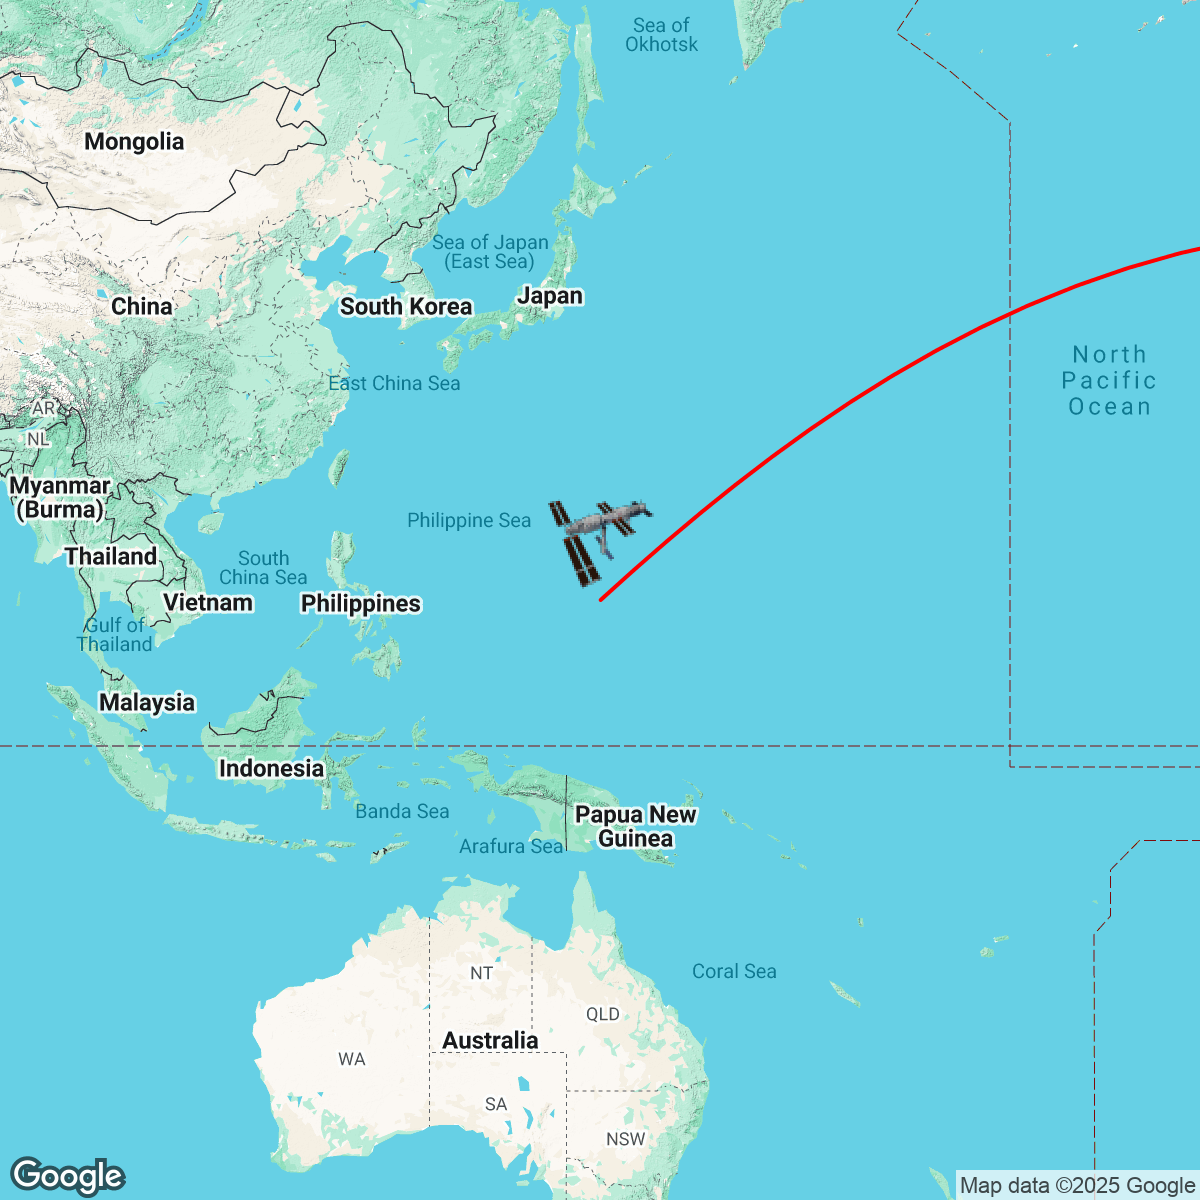 Sea of
Okhotsk
Mongolia
Sea of Japan
(East Sea)
China
South Korea
Japan
North
Pacific
Ocean
East China Sea
AR
NL
Myanmar
(Burma)
Philippine Sea
Thailand
South
China Sea
Vietnam
Philippines
Gulf of
Thailand
Malaysia
Indonesia
Banda Sea
Papua New
Guinea
Arafura Sea
NT
Coral Sea
QLD
Australia
WA
SA
NSW
Google
Map data ©2025 Google